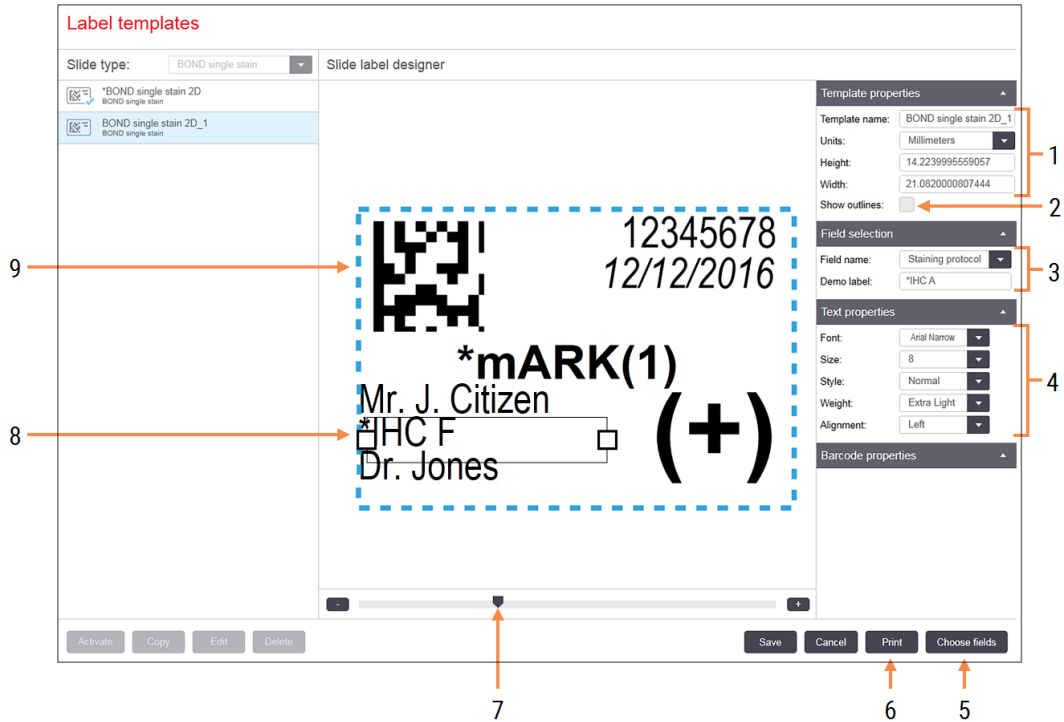 Label templates
Slide type:
BOND single stain
Slide label designer
*BOND single stain 2D
BOND single stain
BOND single stain 2D_1
BOND single stain
Template properties
Template name:
BOND single stain 2D_1
Units:
Millimeters
Height:
14.2239995559057
Width:
21.0820000807444
Show outlines:
1
2
Field selection
Field name:
Staining protocol
Demo label:
*IHC A
3
Text properties
Font:
Arial Narrow
Size:
8
Style:
Normal
Weight:
Extra Light
Alignment:
Left
4
Barcode properties
9
12345678
12/12/2016
*mARK(1)
Mr. J. Citizen
8
*IHC F
(+)
Dr. Jones
-
+
Activate
Copy
Edit
Delete
Save
Cancel
Print
Choose fields
7
6
5